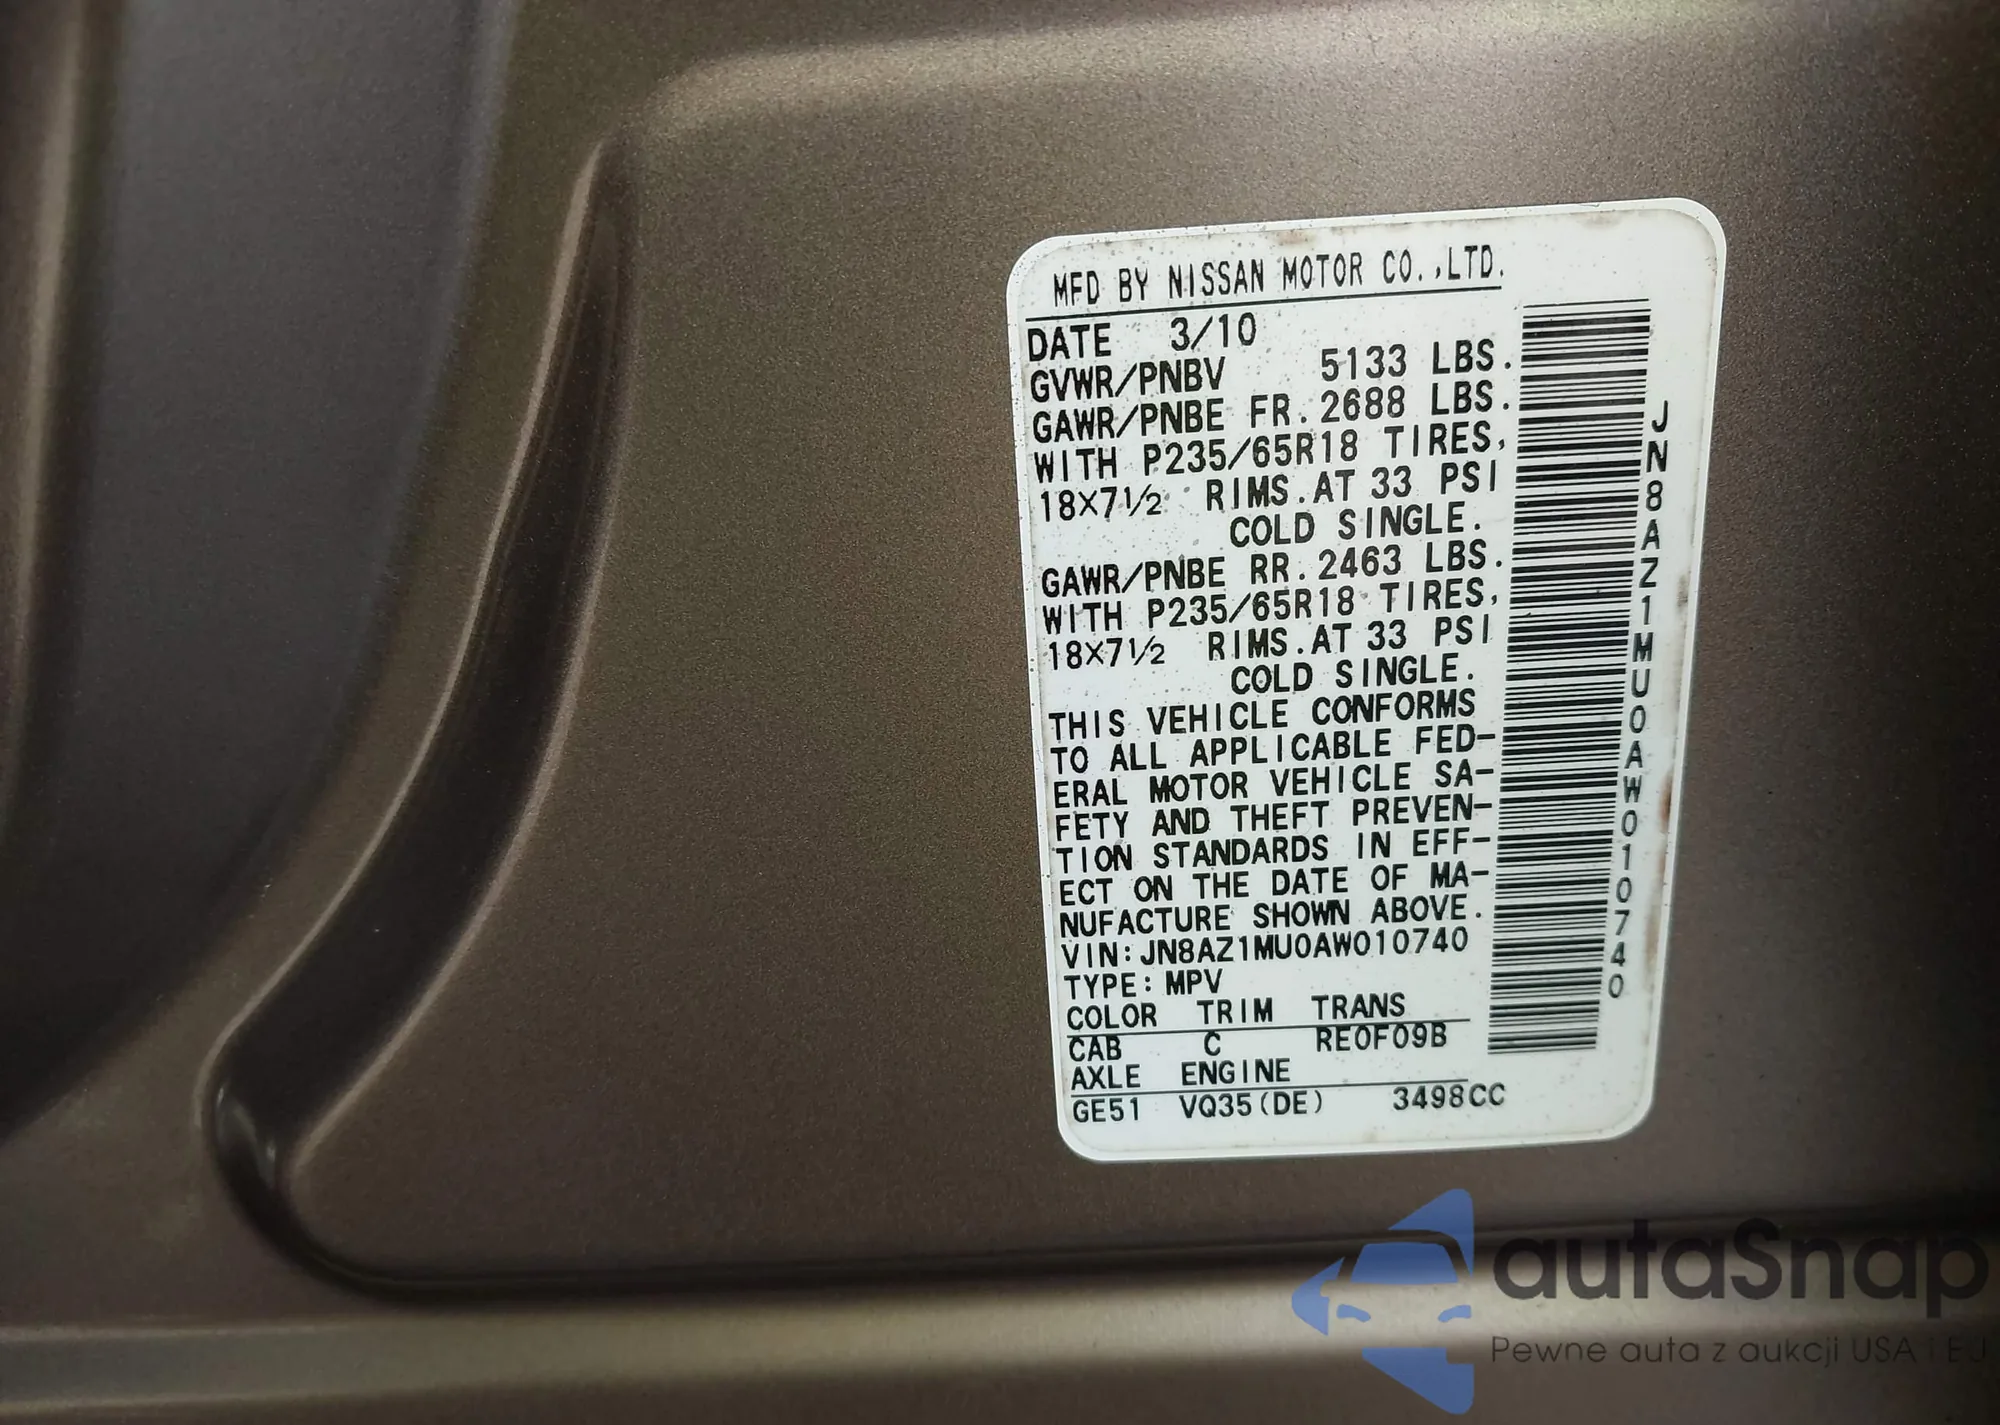 MFD BY NISSAN MOTOR CO.,LTD.
DATE 3/10
GVWR/PNBV 5133 LBS.
GAWR/PNBE FR. 2688 LBS.
WITH P235/65R18 TIRES,
18×7½ RIMS.AT 33 PSI
COLD SINGLE.
GAWR/PNBE RR. 2463 LBS.
WITH P235/65R18 TIRES,
18×7½ RIMS.AT 33 PSI
COLD SINGLE.
THIS VEHICLE CONFORMS
TO ALL APPLICABLE FED-
ERAL MOTOR VEHICLE SA-
FETY AND THEFT PREVEN-
TION STANDARDS IN EFF-
ECT ON THE DATE OF MA-
NUFACTURE SHOWN ABOVE.
VIN:JN8AZ1MU0AW010740
TYPE:MPV
COLOR TRIM TRANS
CAB C RE0F09B
AXLE ENGINE
GE51 VQ35(DE) 3498CC
JN8AZ1MU0AW010740
autaSnap
Pewne auta z aukcji USA i EU